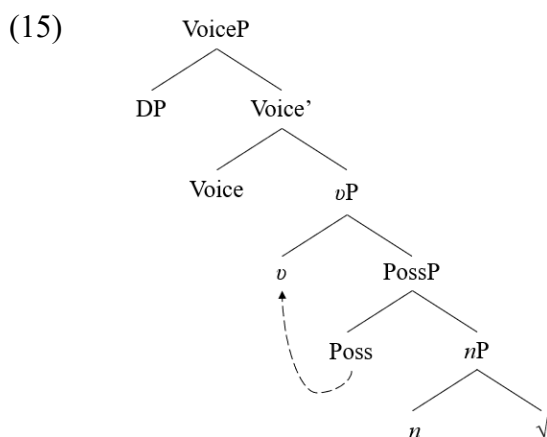 (15)
VoiceP
DP Voice’
Voice vP
v PossP
Poss nP
n √